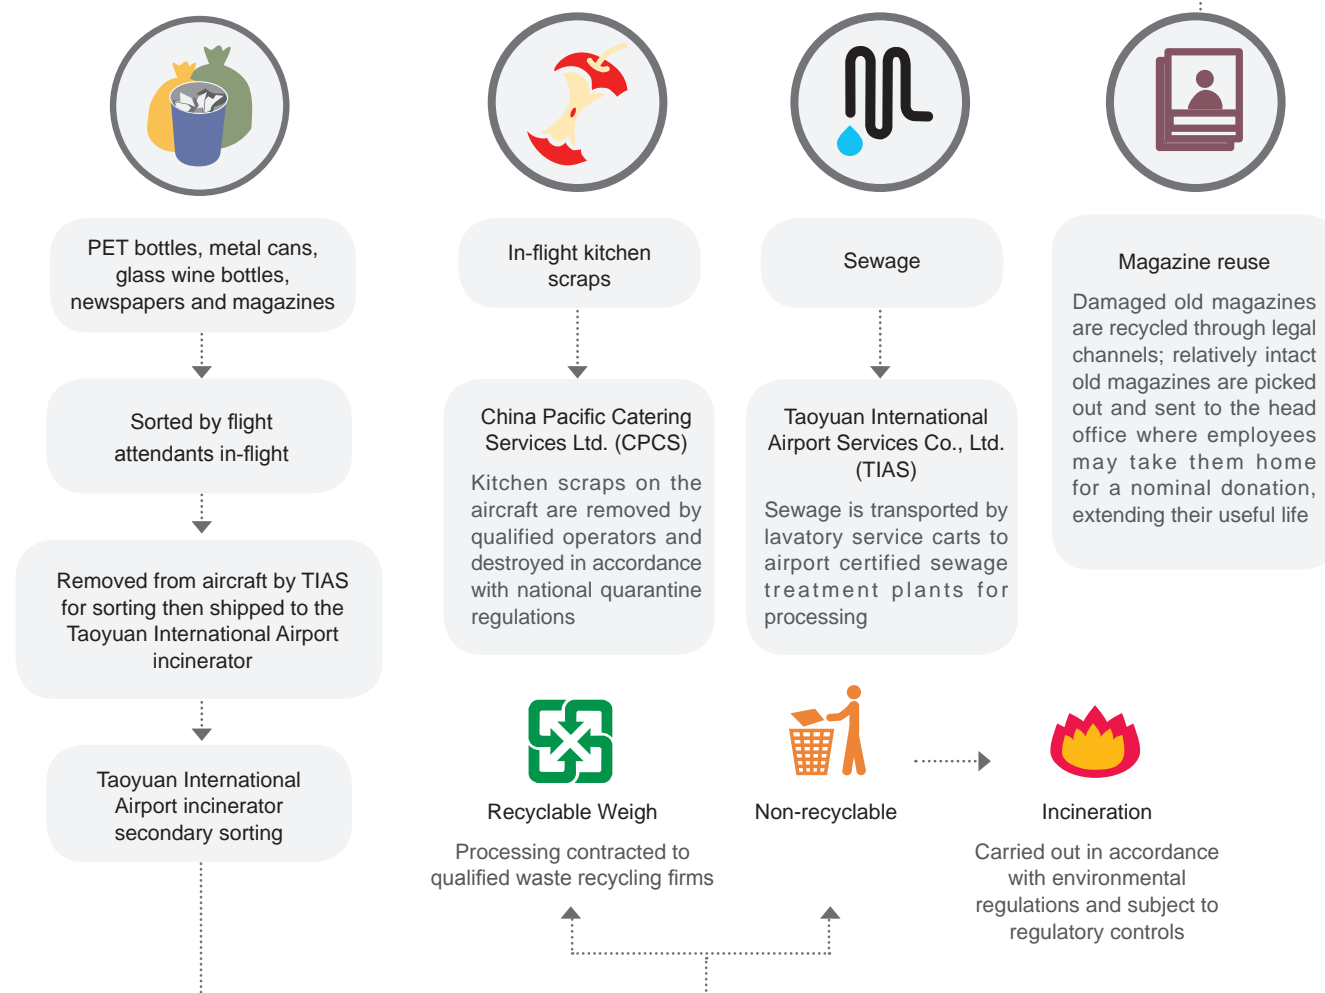 PET bottles, metal cans,
glass wine bottles,
newspapers and magazines
Sorted by flight
attendants in-flight
Removed from aircraft by TIAS
for sorting then shipped to the
Taoyuan International Airport
incinerator
Taoyuan International
Airport incinerator
secondary sorting
In-flight kitchen
scraps
China Pacific Catering
Services Ltd. (CPCS)
Kitchen scraps on the
aircraft are removed by
qualified operators and
destroyed in accordance
with national quarantine
regulations
Sewage
Taoyuan International
Airport Services Co., Ltd.
(TIAS)
Sewage is transported by
lavatory service carts to
airport certified sewage
treatment plants for
processing
Magazine reuse
Damaged old magazines
are recycled through legal
channels; relatively intact
old magazines are picked
out and sent to the head
office where employees
may take them home
for a nominal donation,
extending their useful life
Recyclable Weigh
Processing contracted to
qualified waste recycling firms
Non-recyclable
Incineration
Carried out in accordance
with environmental
regulations and subject to
regulatory controls